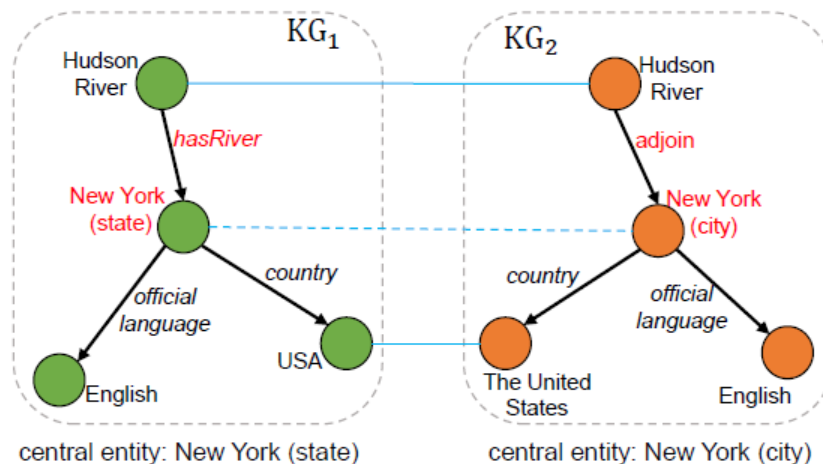 KG₁
Hudson
River
hasRiver
New York
(state)
country
official
language
USA
English
central entity: New York (state)
KG₂
Hudson
River
adjoin
New York
(city)
country
official
language
The United
States
English
central entity: New York (city)